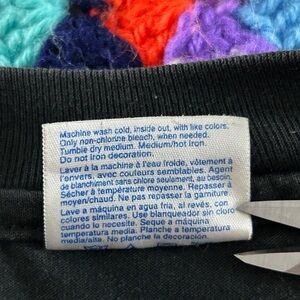 Machine wash cold, inside out, with like colors.
Only non-chlorine bleach, when needed.
Tumble dry medium. Medium/hot iron.
Do not iron decoration.
Laver à la machine à l'eau froide, vêtement à
l'envers, avec couleurs semblables. Agent
de blanchiment sans chlore seulement, au besoin.
Sécher à température moyenne. Repasser à
moyen/chaud. Ne pas repasser la garniture
Lave a máquina en agua fria, al revés, con
colores similares. Use blanqueador sin cloro
cuando lo necesite. Seque a temperatura
media. Planche a temperatura
media/alta. No planche la decoración.